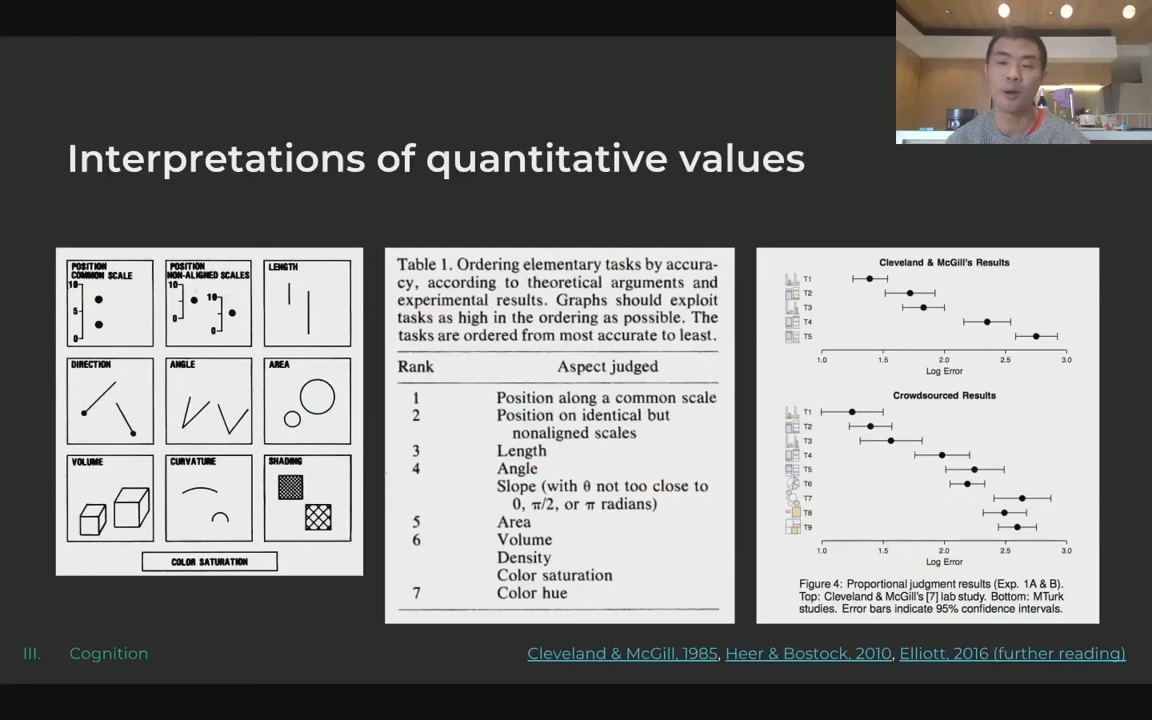 Interpretations of quantitative values
POSITION
COMMON SCALE
10
5
0
POSITION
NON-ALIGNED SCALES
10
0
10
0
LENGTH
DIRECTION
ANGLE
AREA
VOLUME
CURVATURE
SHADING
COLOR SATURATION
Table 1. Ordering elementary tasks by accura-
cy, according to theoretical arguments and
experimental results. Graphs should exploit
tasks as high in the ordering as possible. The
tasks are ordered from most accurate to least.
Rank Aspect judged
1 Position along a common scale
2 Position on identical but
nonaligned scales
3 Length
4 Angle
Slope (with θ not too close to
0, π/2, or π radians)
5 Area
6 Volume
Density
Color saturation
7 Color hue
Cleveland & McGill's Results
T1
T2
T3
T4
T5
1.0 1.5 2.0 2.5 3.0
Log Error
Crowdsourced Results
T1
T2
T3
T4
T5
T6
T7
T8
T9
1.0 1.5 2.0 2.5 3.0
Log Error
Figure 4: Proportional judgment results (Exp. 1A & B).
Top: Cleveland & McGill's [7] lab study. Bottom: MTurk
studies. Error bars indicate 95% confidence intervals.
III. Cognition
Cleveland & McGill, 1985, Heer & Bostock, 2010, Elliott, 2016 (further reading)